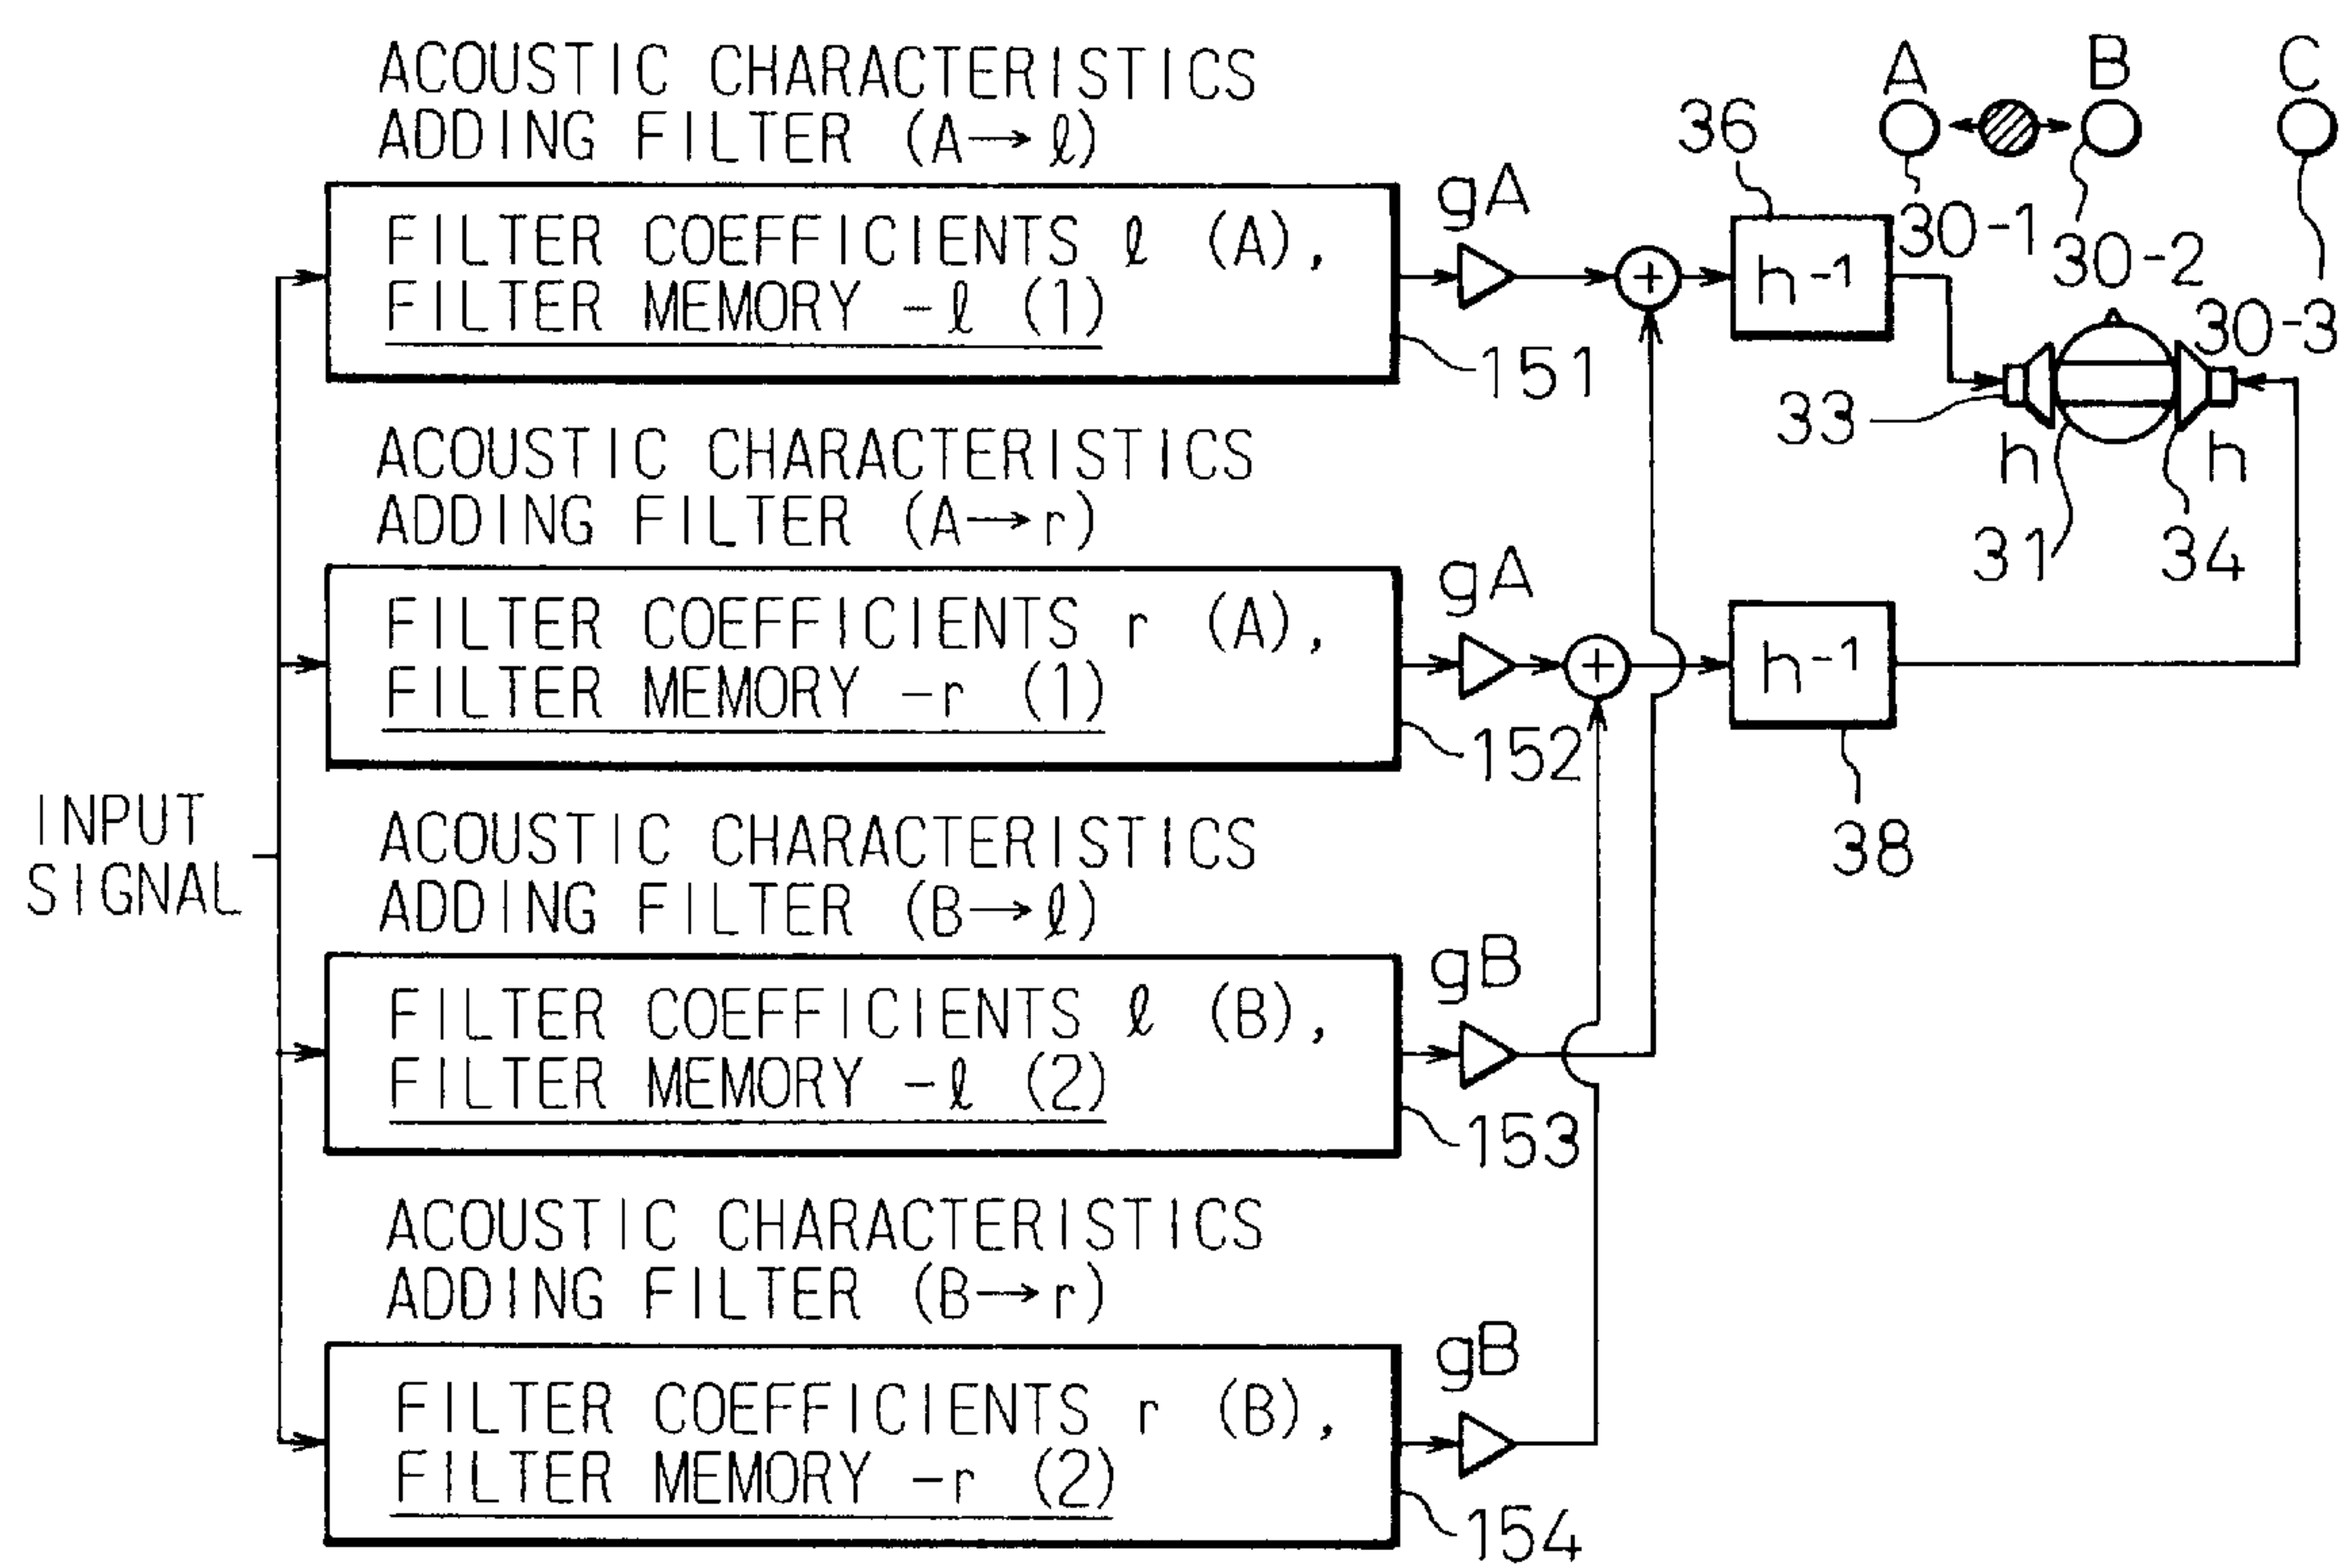 ACOUSTIC CHARACTERISTICS
ADDING FILTER (A→ℓ)
FILTER COEFFICIENTS ℓ (A),
FILTER MEMORY -ℓ (1)
gA
151
36
h⁻¹
A
B
C
30-1
30-2
30-3
33
h
h
31
34
ACOUSTIC CHARACTERISTICS
ADDING FILTER (A→r)
FILTER COEFFICIENTS r (A),
FILTER MEMORY -r (1)
gA
152
h⁻¹
38
INPUT
SIGNAL
ACOUSTIC CHARACTERISTICS
ADDING FILTER (B→ℓ)
FILTER COEFFICIENTS ℓ (B),
FILTER MEMORY -ℓ (2)
gB
153
ACOUSTIC CHARACTERISTICS
ADDING FILTER (B→r)
FILTER COEFFICIENTS r (B),
FILTER MEMORY -r (2)
gB
154